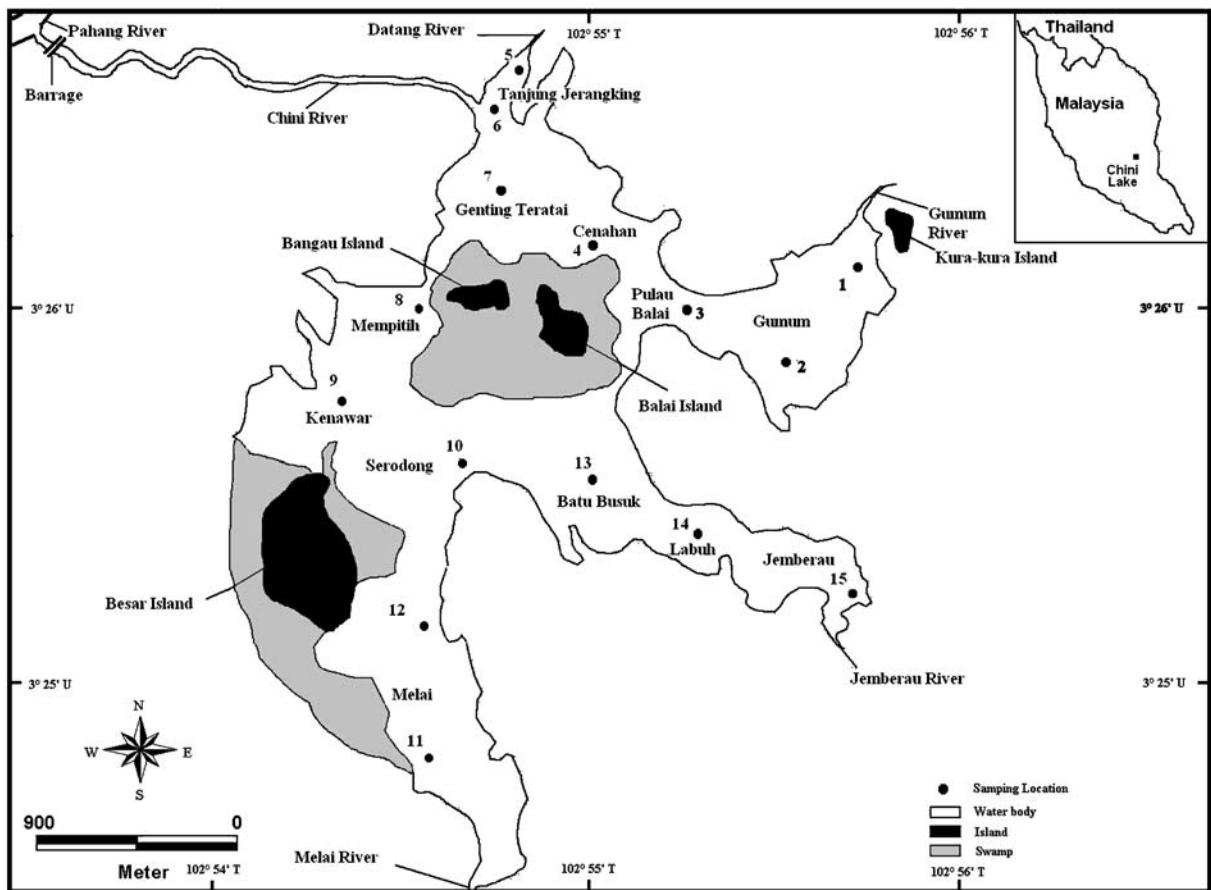 Pahang River
Datang River
102° 55' T
102° 56' T
Thailand
5
Barrage
Tanjung Jerangking
Malaysia
Chini River
6
Chini
Lake
7
Genting Teratai
Gumum
River
Cenahan
4
Bangau Island
Kura-kura Island
1
8
Pulau
Balai
3° 26' U
Mempitih
3
Gumum
3° 26' U
2
9
Kenawar
Balai Island
10
Serodong
13
Batu Busuk
14
Labuh
Jemberau
15
Besar Island
12
Jemberau River
3° 25' U
Melai
3° 25' U
N
W
E
S
11
Samping Location
Water body
900
0
Island
Swamp
Melai River
Meter
102° 54' T
102° 55' T
102° 56' T